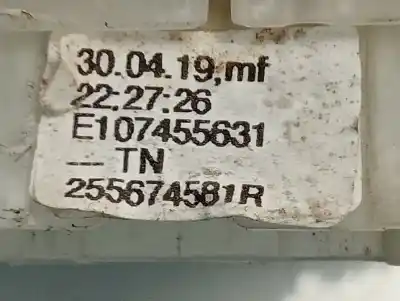 30.04.19,mf
22:27:26
E107455631
— TN
255674581R